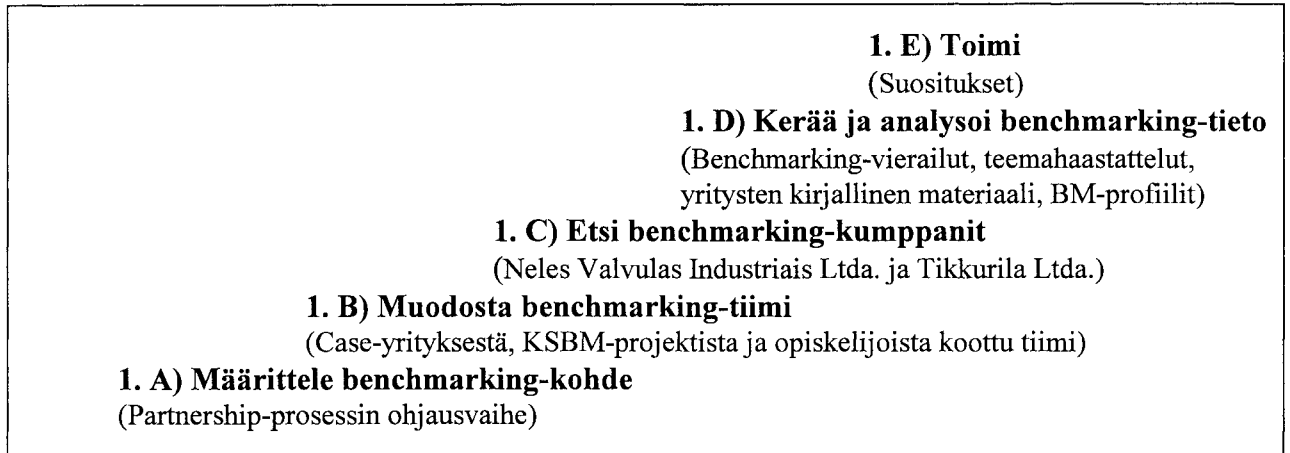 1. E) Toimi
(Suositukset)
1. D) Kerää ja analysoi benchmarking-tieto
(Benchmarking-vierailut, teemahaastattelut,
yritysten kirjallinen materiaali, BM-profiilit)
1. C) Etsi benchmarking-kumppanit
(Neles Valvulas Industriais Ltda. ja Tikkurila Ltda.)
1. B) Muodosta benchmarking-tiimi
(Case-yrityksestä, KSBM-projektista ja opiskelijoista koottu tiimi)
1. A) Määrittele benchmarking-kohde
(Partnership-prosessin ohjausvaihe)